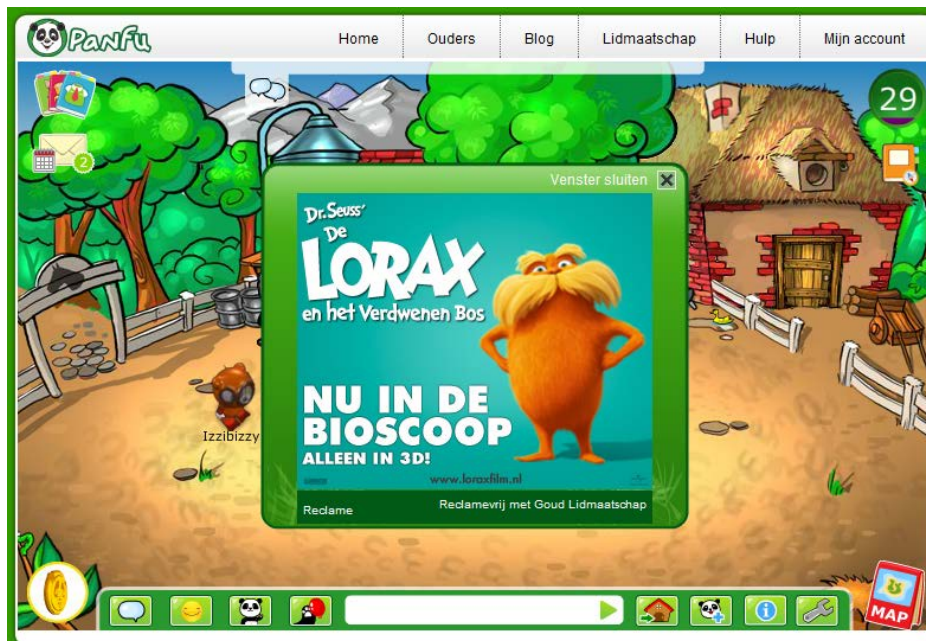 PanFu
Home Ouders Blog Lidmaatschap Hulp Mijn account
29
2
Venster sluiten
Dr. Seuss'
De
LORAX
en het Verdwenen Bos
NU IN DE
BIOSCOOP
ALLEEN IN 3D!
www.loraxfilm.nl
Reclame
Reclamevrij met Goud Lidmaatschap
Izzibizzy
MAP